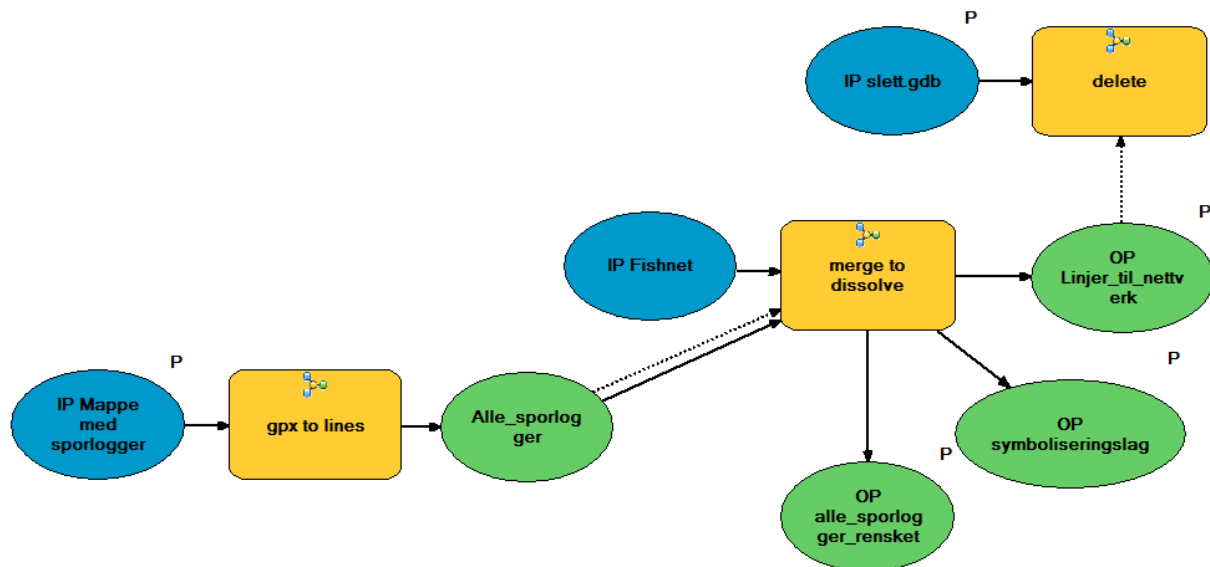 P
IP slett.gdb
delete
P
IP Fishnet
merge to
dissolve
OP
Linjer_til_nettv
erk
P
P
IP Mappe
med
sporlogger
gpx to lines
Alle_sporlog
ger
OP
symboliseringslag
P
OP
alle_sporlog
ger_rensket